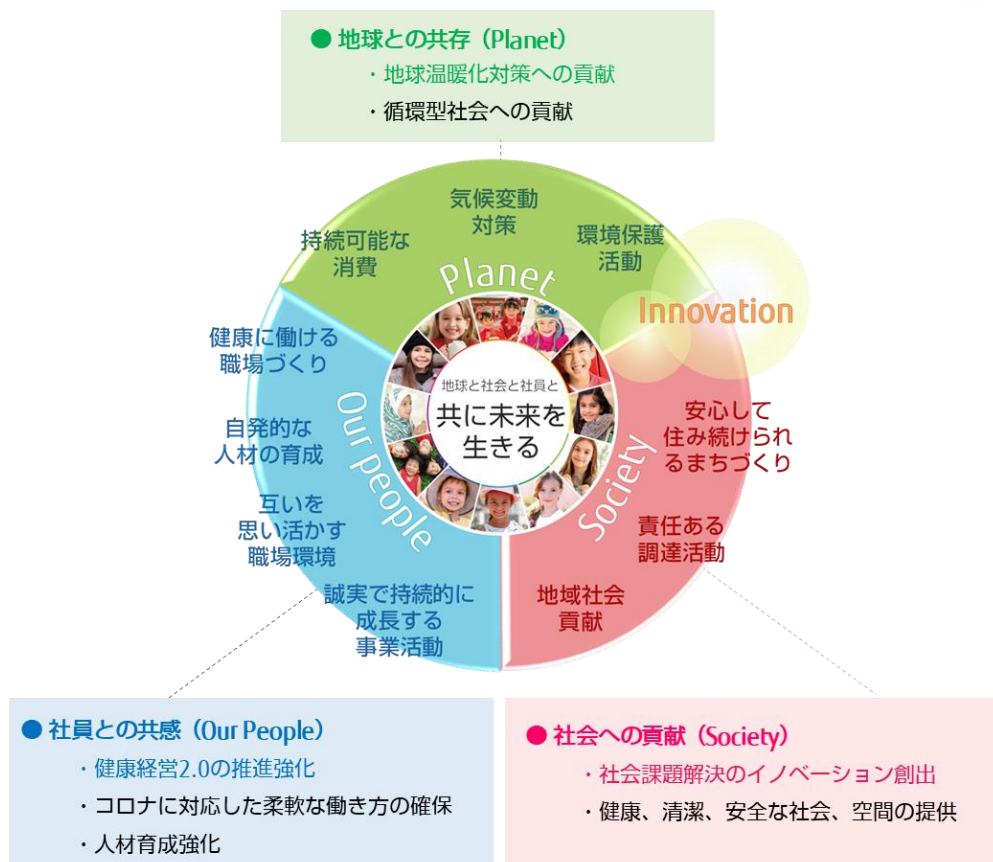 ● 地球との共存（Planet）
・地球温暖化対策への貢献
・循環型社会への貢献
気候変動
対策
持続可能な
消費
環境保護
活動
Planet
Innovation
健康に働ける
職場づくり
自発的な
人材の育成
互いを
思い活かす
職場環境
誠実で持続的に
成長する
事業活動
Our people
地球と社会と社員と
共に未来を
生きる
Society
安心して
住み続けられ
るまちづくり
責任ある
調達活動
地域社会
貢献
● 社員との共感（Our People）
・健康経営2.0の推進強化
・コロナに対応した柔軟な働き方の確保
・人材育成強化
● 社会への貢献（Society）
・社会課題解決のイノベーション創出
・健康、清潔、安全な社会、空間の提供